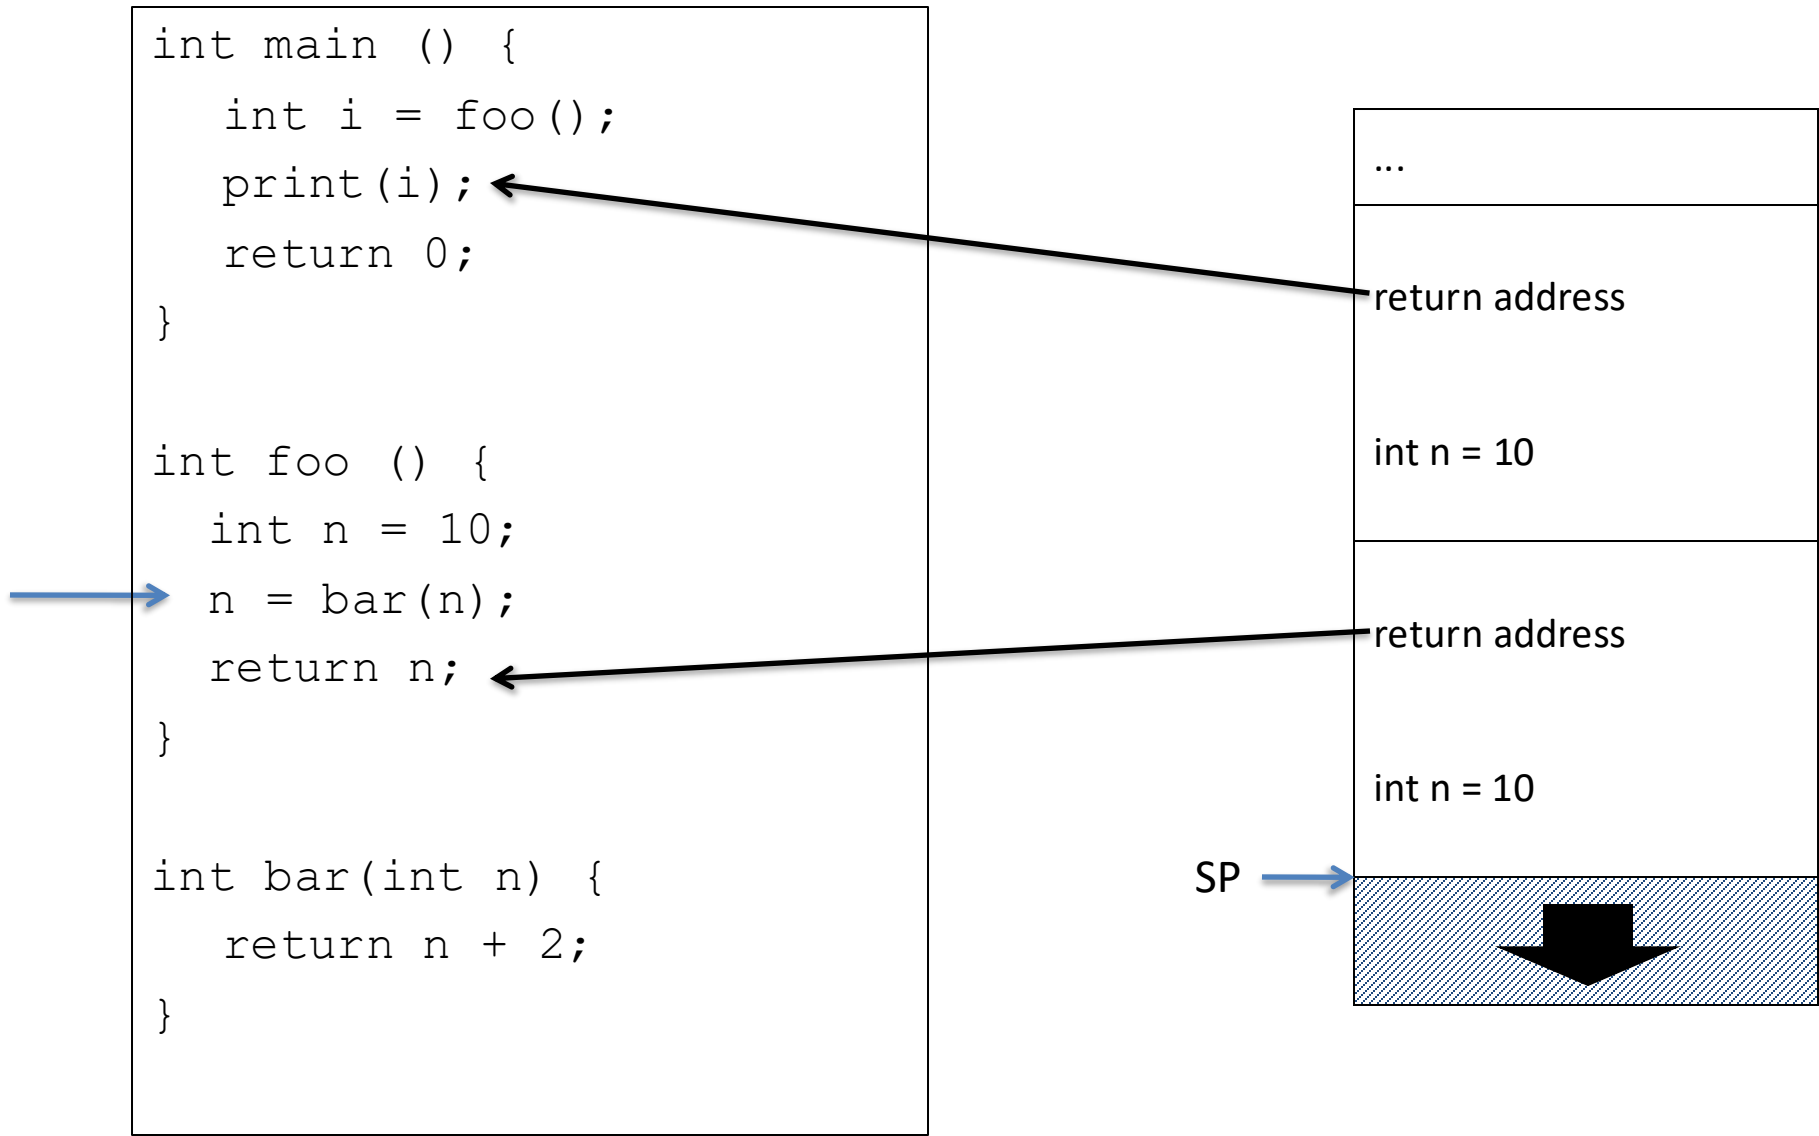 int main () {
int i = foo();
print(i);
return 0;
}
int foo () {
int n = 10;
n = bar(n);
return n;
}
int bar(int n) {
return n + 2;
}
...
return address
int n = 10
return address
int n = 10
SP